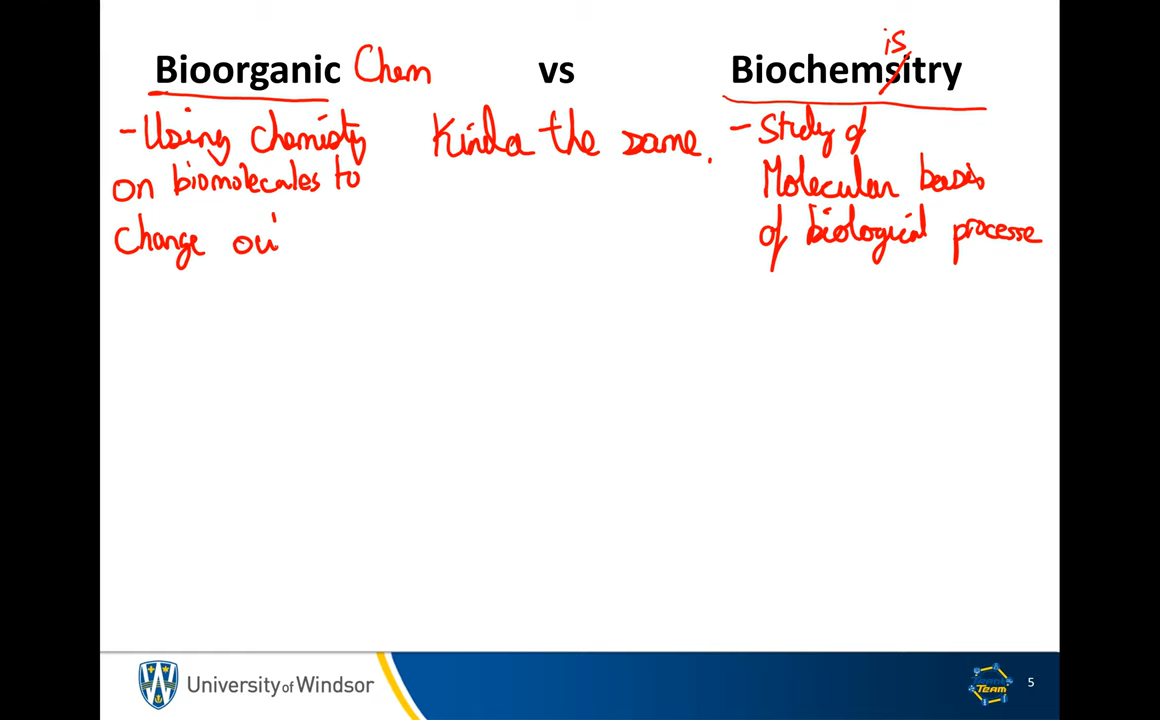 Bioorganic Chem vs Biochemsitry
is
- Using Chemistry
on biomolecules to
Change ou
Kinda the same.
- Study of
Molecular basis
of biological processe
University of Windsor
TEAM
5